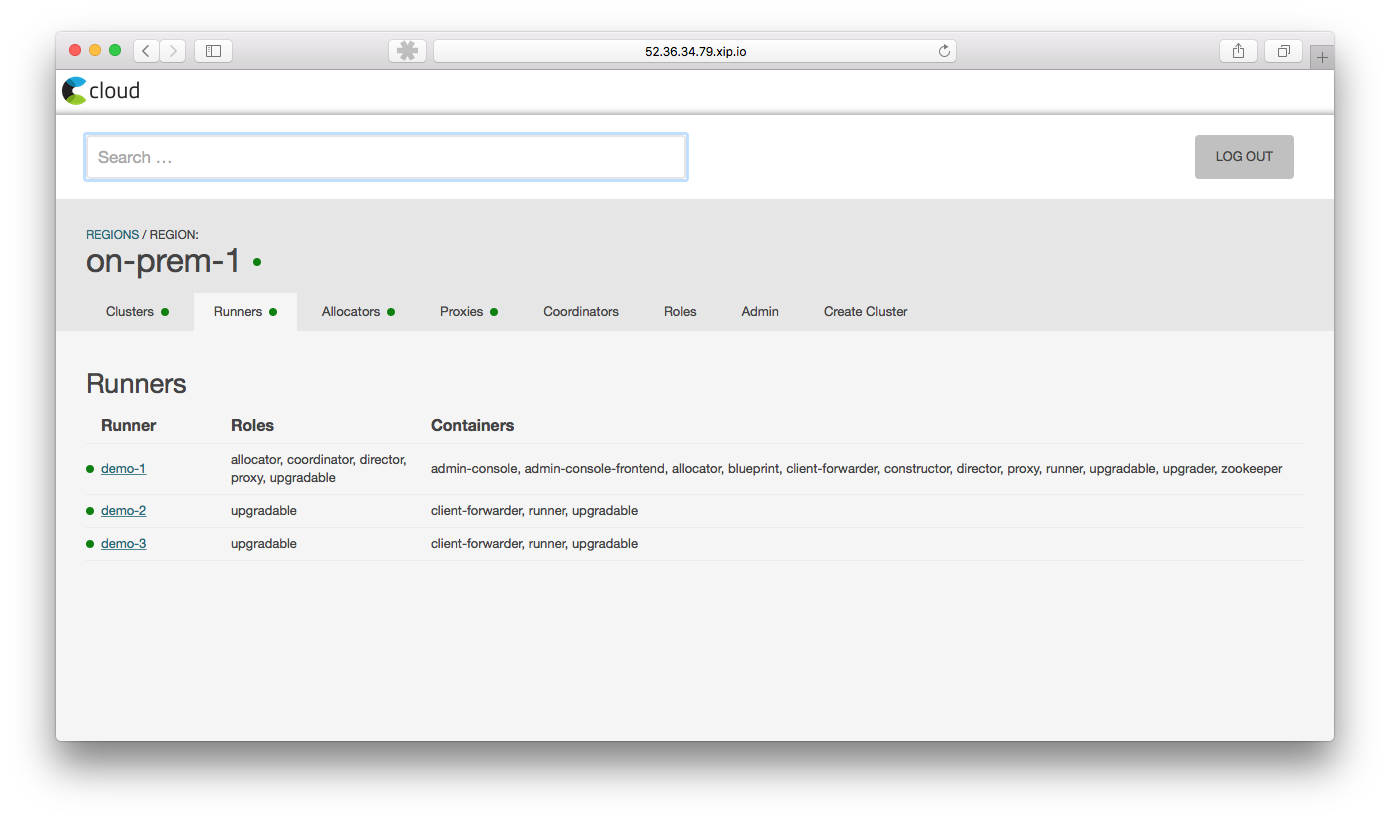 52.36.34.79.xip.io
cloud
Search …
LOG OUT
REGIONS / REGION:
on-prem-1
Clusters Runners Allocators Proxies Coordinators Roles Admin Create Cluster
Runners
Runner Roles Containers
demo-1 allocator, coordinator, director, admin-console, admin-console-frontend, allocator, blueprint, client-forwarder, constructor, director, proxy, runner, upgradable, upgrader, zookeeper
proxy, upgradable
demo-2 upgradable client-forwarder, runner, upgradable
demo-3 upgradable client-forwarder, runner, upgradable